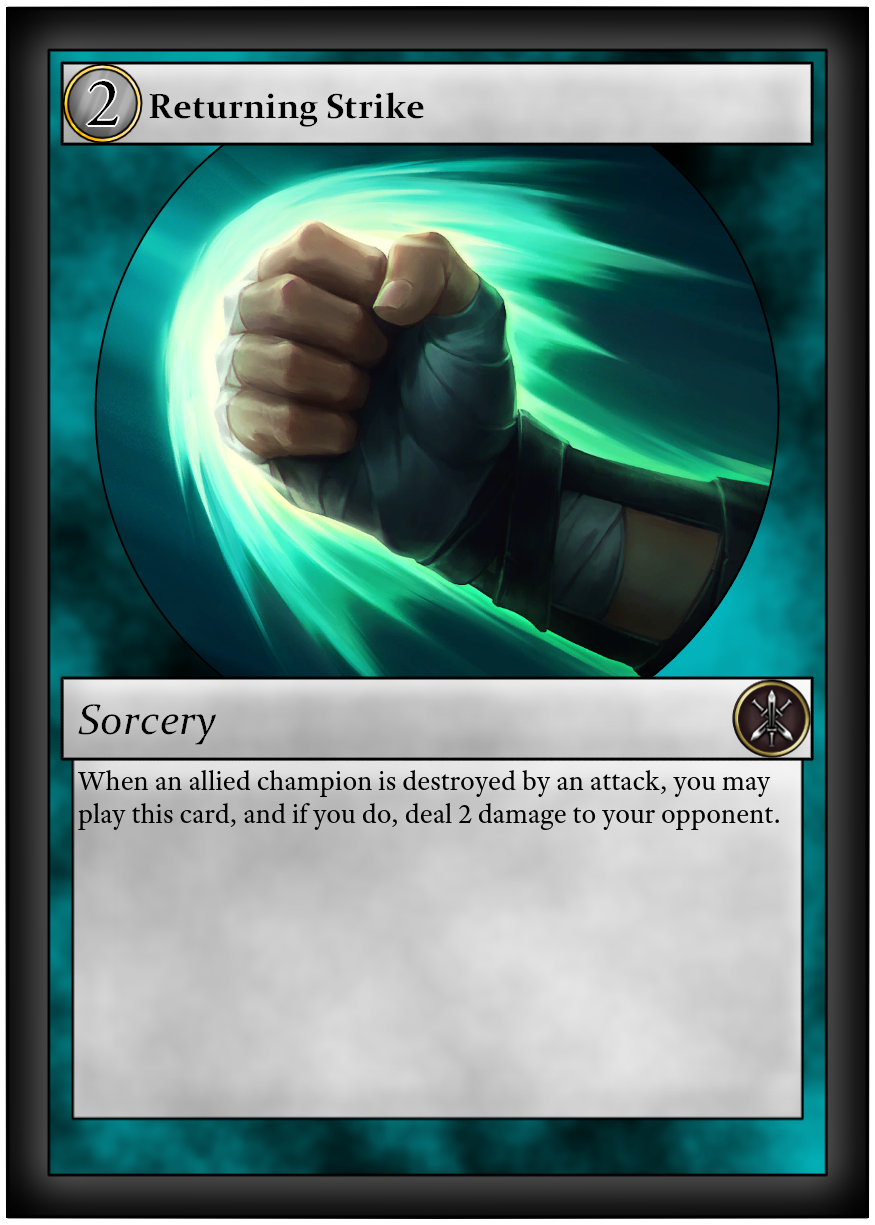 2 Returning Strike
Sorcery
When an allied champion is destroyed by an attack, you may
play this card, and if you do, deal 2 damage to your opponent.